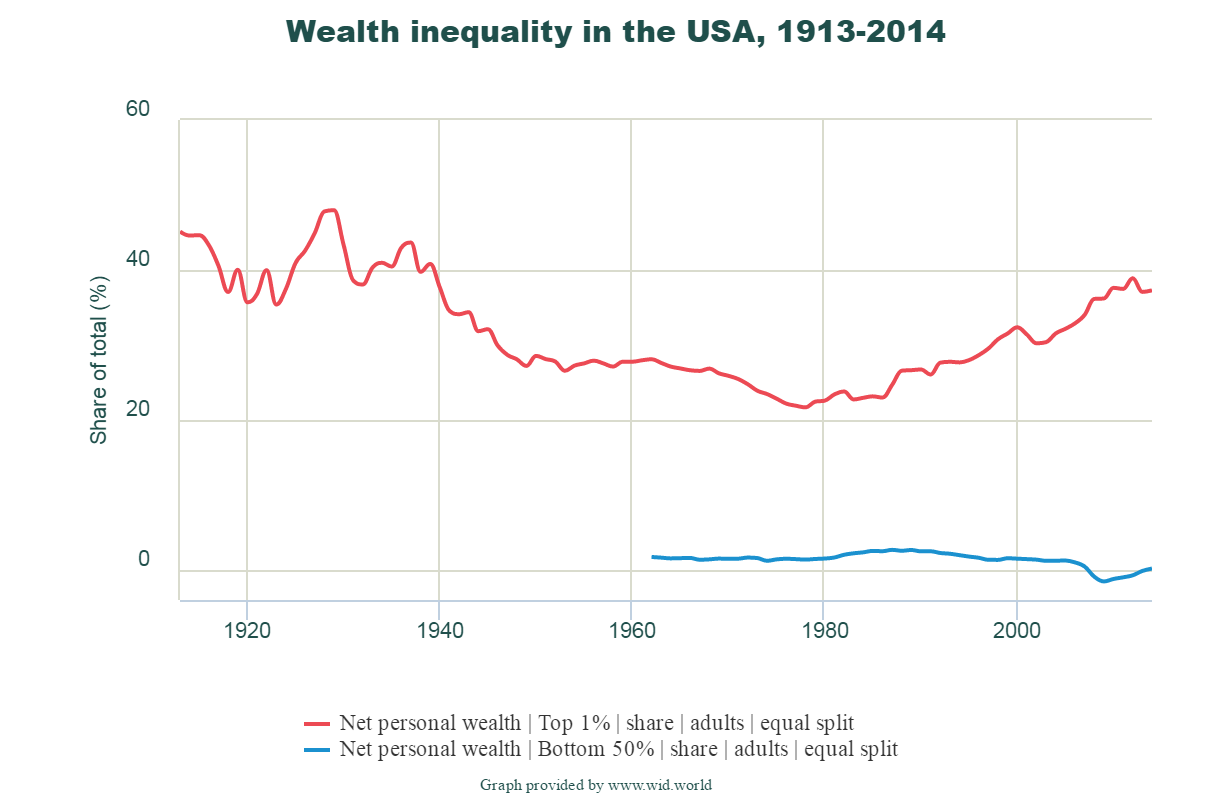 Wealth inequality in the USA, 1913-2014
60
40
20
0
Share of total (%)
1920 1940 1960 1980 2000
Net personal wealth | Top 1% | share | adults | equal split
Net personal wealth | Bottom 50% | share | adults | equal split
Graph provided by www.wid.world